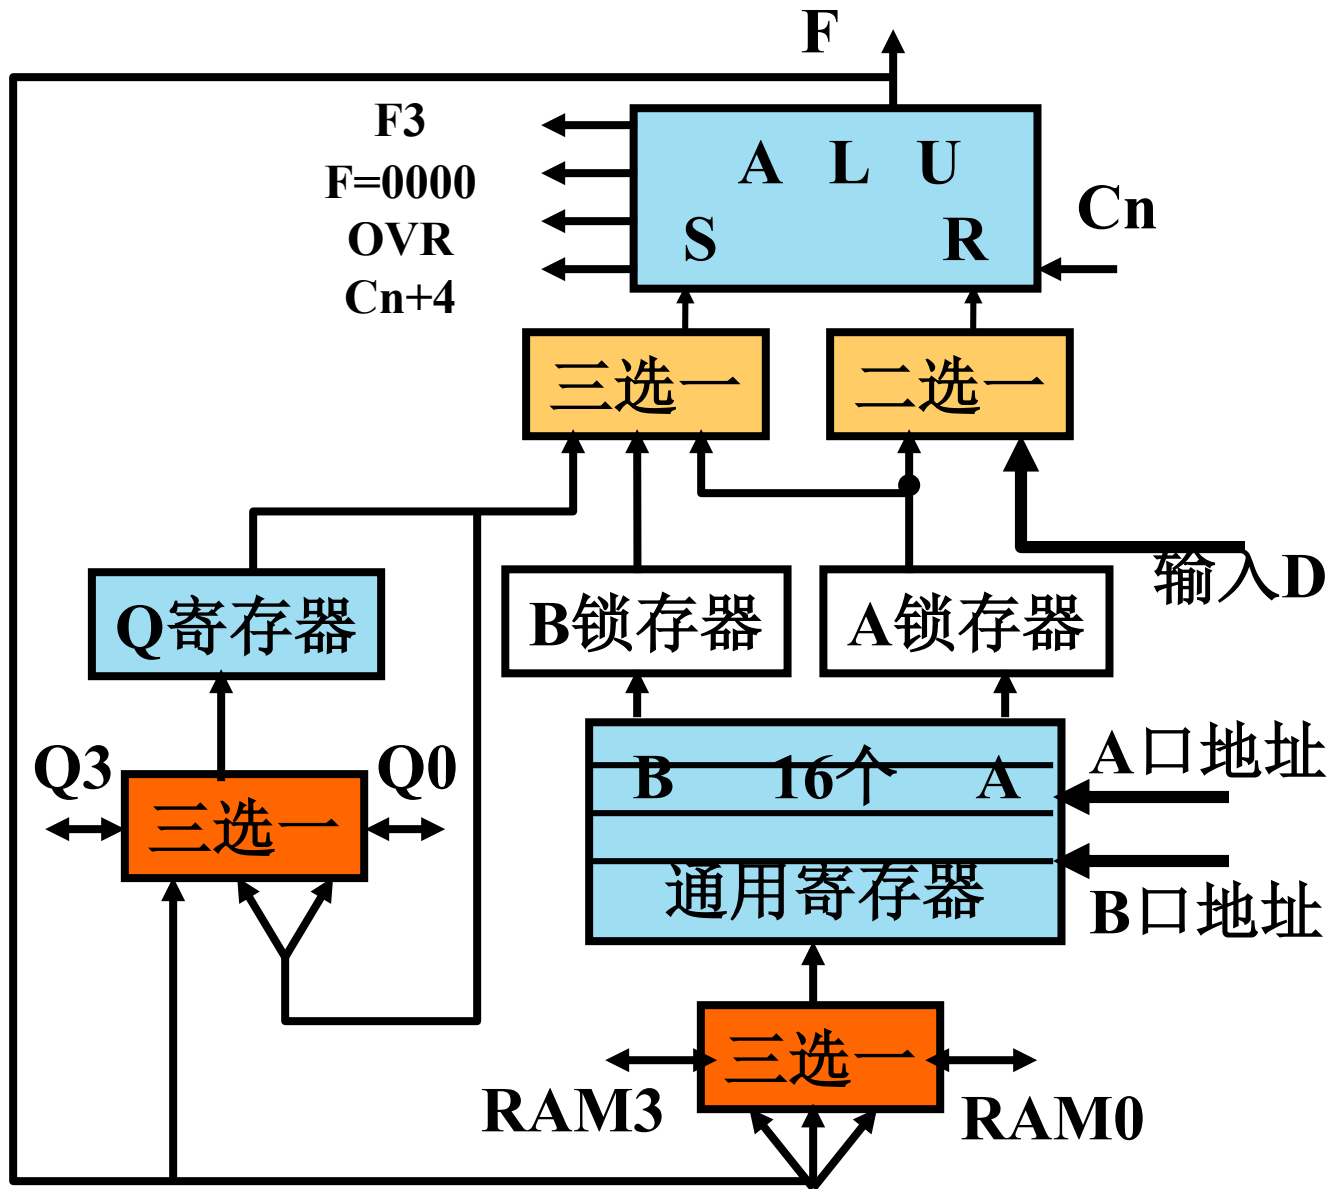 F
F3
F=0000
OVR
Cn+4
A L U
S R
Cn
三选一
二选一
输入D
Q寄存器
B锁存器
A锁存器
Q3
Q0
三选一
B 16个 A
通用寄存器
A口地址
B口地址
三选一
RAM3
RAM0